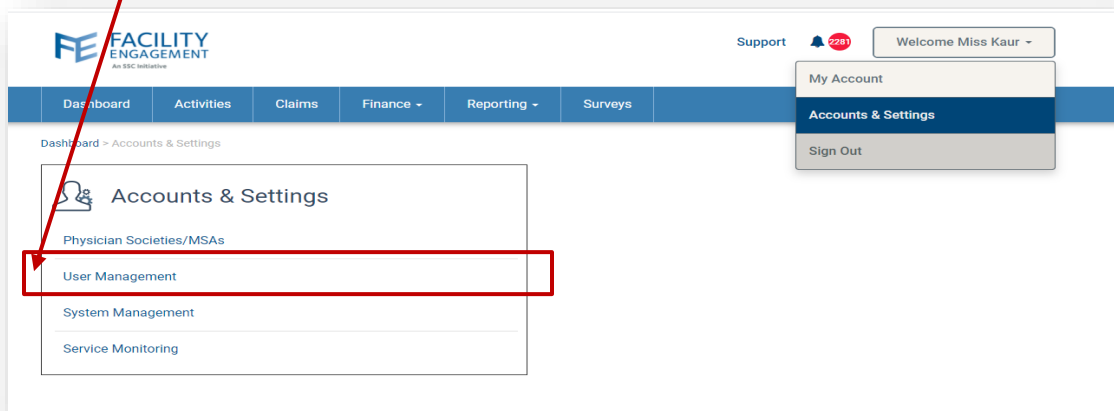 FACILITY
ENGAGEMENT
An SSC Initiative
Support
2281
Welcome Miss Kaur
My Account
Accounts & Settings
Sign Out
Dashboard Activities Claims Finance Reporting Surveys
Dashboard > Accounts & Settings
Accounts & Settings
Physician Societies/MSAs
User Management
System Management
Service Monitoring